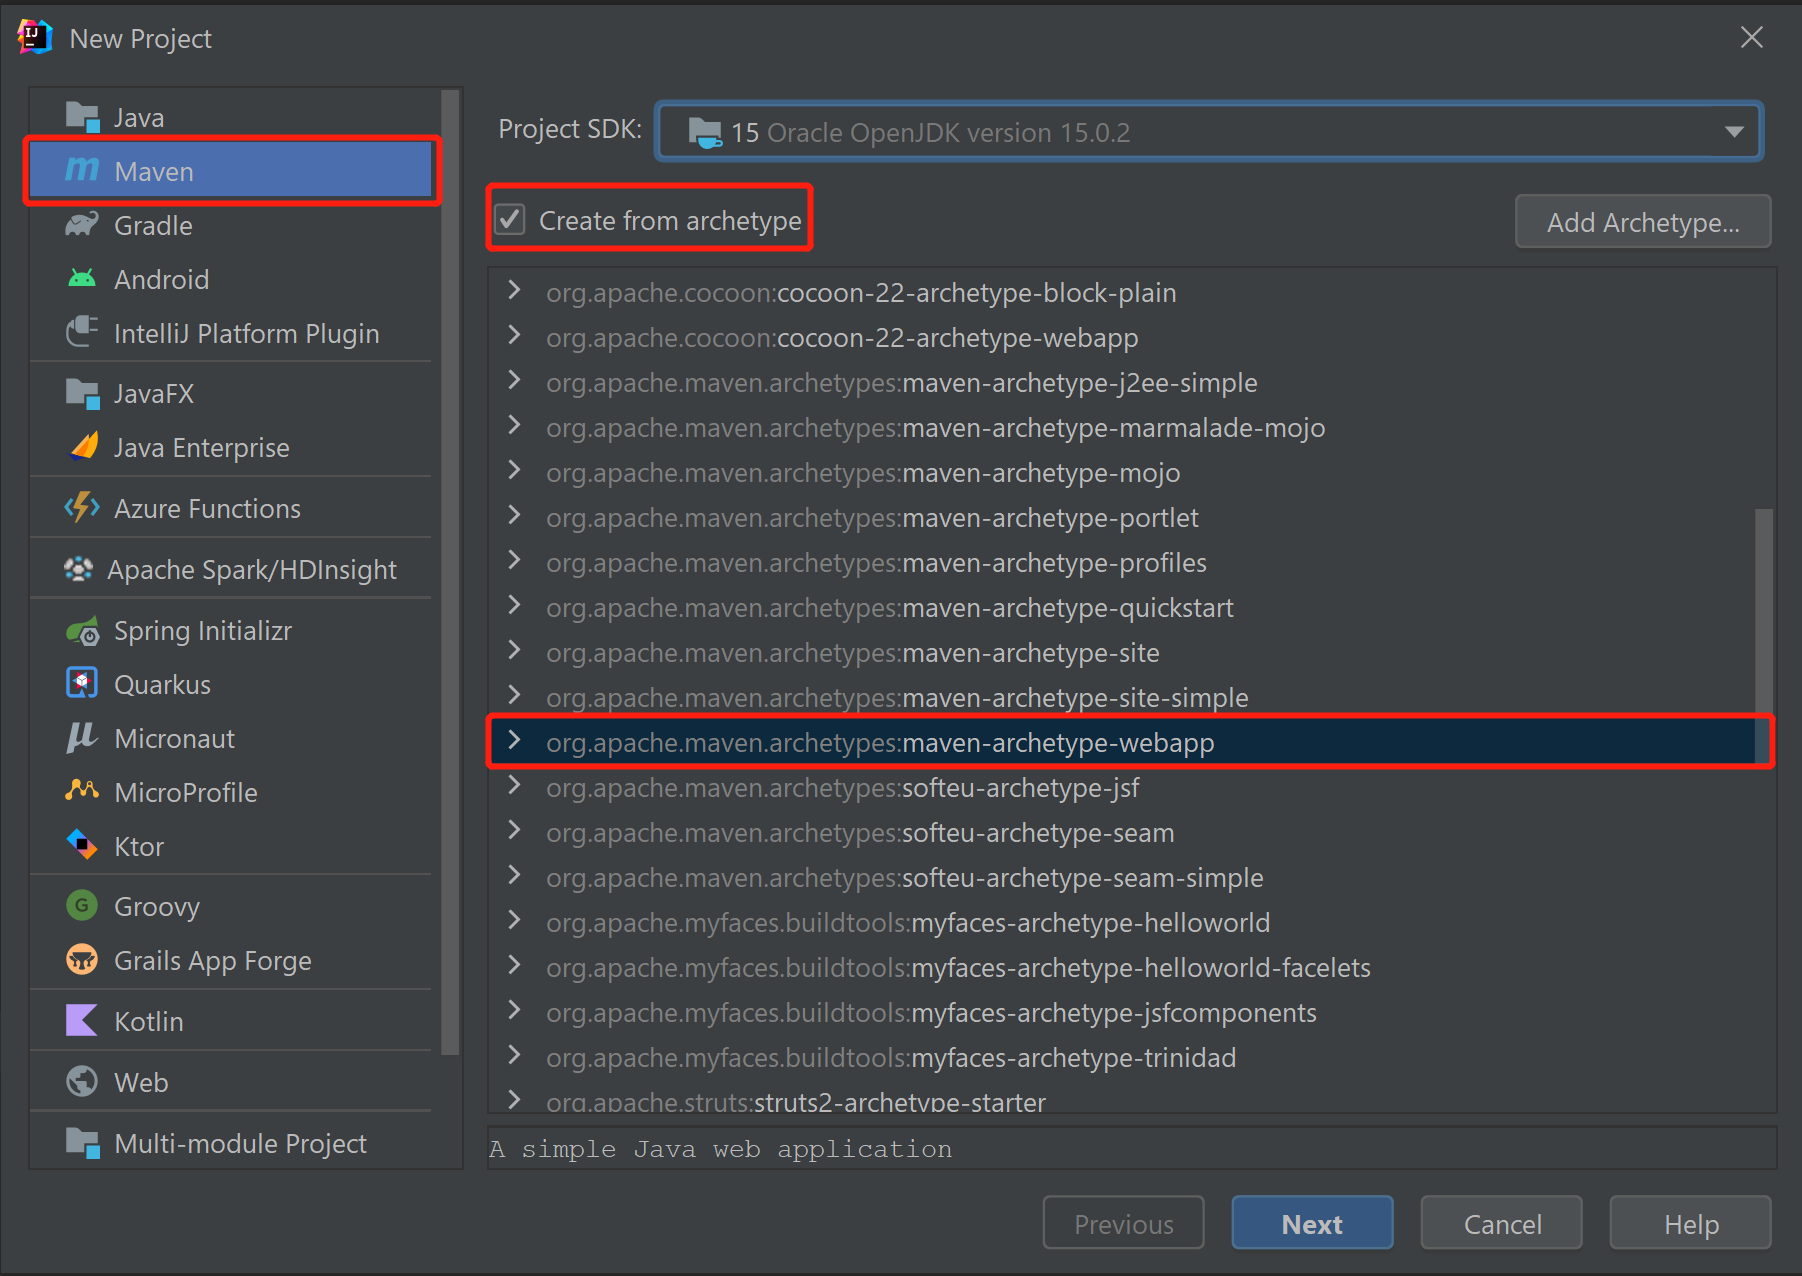 New Project
Java
Maven
Gradle
Android
IntelliJ Platform Plugin
JavaFX
Java Enterprise
Azure Functions
Apache Spark/HDInsight
Spring Initializr
Quarkus
Micronaut
MicroProfile
Ktor
Groovy
Grails App Forge
Kotlin
Web
Multi-module Project
Project SDK: 15 Oracle OpenJDK version 15.0.2
Create from archetype
Add Archetype...
org.apache.cocoon:cocoon-22-archetype-block-plain
org.apache.cocoon:cocoon-22-archetype-webapp
org.apache.maven.archetypes:maven-archetype-j2ee-simple
org.apache.maven.archetypes:maven-archetype-marmalade-mojo
org.apache.maven.archetypes:maven-archetype-mojo
org.apache.maven.archetypes:maven-archetype-portlet
org.apache.maven.archetypes:maven-archetype-profiles
org.apache.maven.archetypes:maven-archetype-quickstart
org.apache.maven.archetypes:maven-archetype-site
org.apache.maven.archetypes:maven-archetype-site-simple
org.apache.maven.archetypes:maven-archetype-webapp
org.apache.maven.archetypes:softeu-archetype-jsf
org.apache.maven.archetypes:softeu-archetype-seam
org.apache.maven.archetypes:softeu-archetype-seam-simple
org.apache.myfaces.buildtools:myfaces-archetype-helloworld
org.apache.myfaces.buildtools:myfaces-archetype-helloworld-facelets
org.apache.myfaces.buildtools:myfaces-archetype-jsfcomponents
org.apache.myfaces.buildtools:myfaces-archetype-trinidad
org.apache.struts:struts2-archetype-starter
A simple Java web application
Previous
Next
Cancel
Help